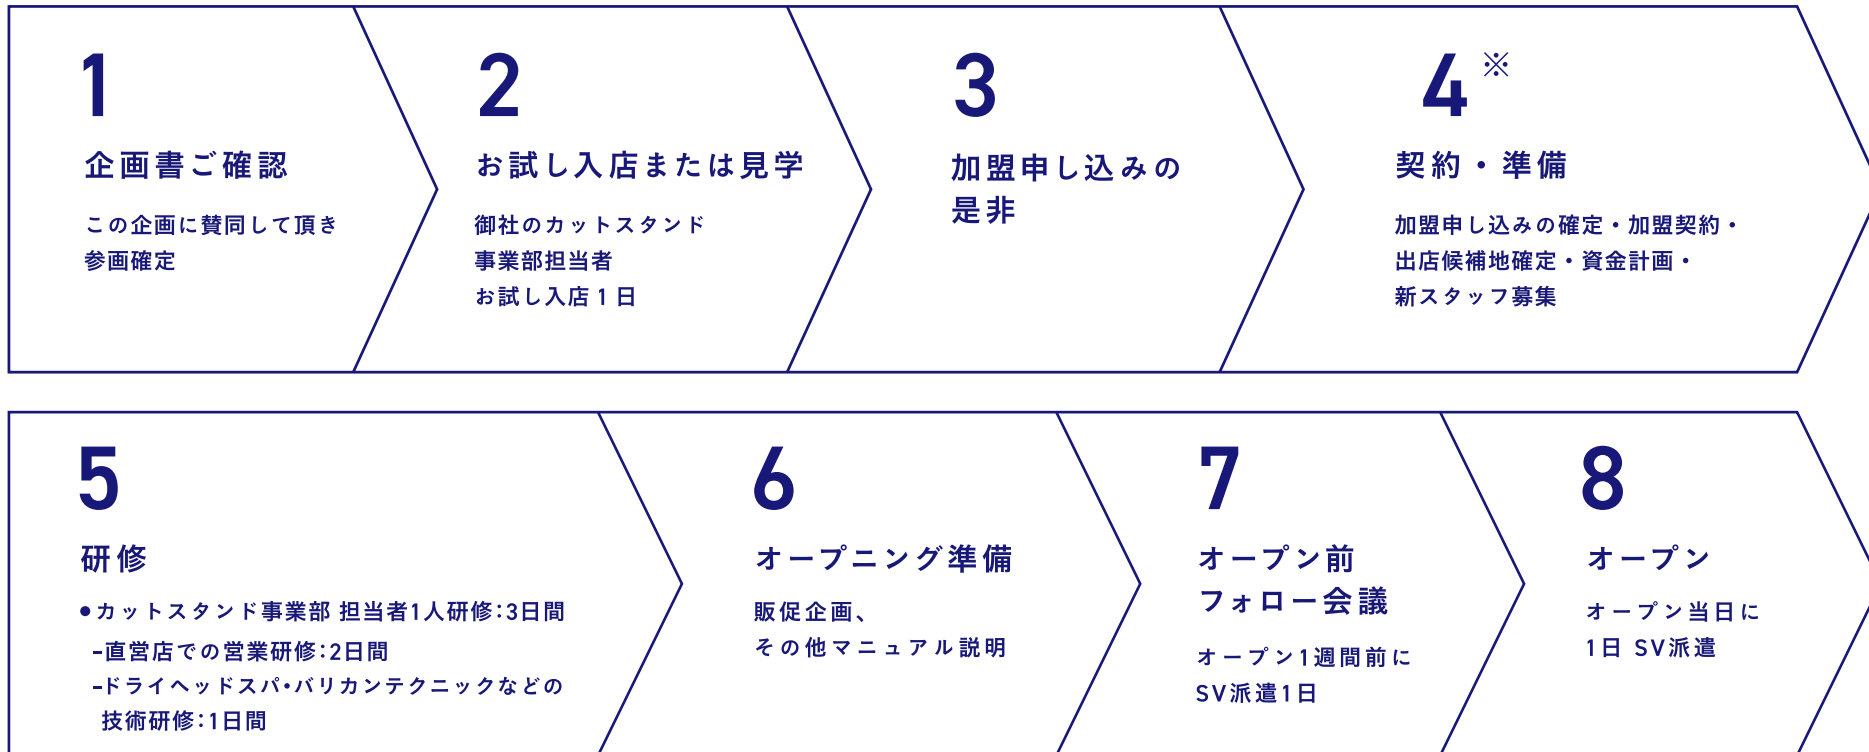 1
企画書ご確認
この企画に賛同して頂き
参画確定
2
お試し入店または見学
御社のカットスタンド
事業部担当者
お試し入店1日
3
加盟申し込みの
是非
4※
契約・準備
加盟申し込みの確定・加盟契約・
出店候補地確定・資金計画・
新スタッフ募集
5
研修
●カットスタンド事業部 担当者1人研修:3日間
-直営店での営業研修:2日間
-ドライヘッドスパ・バリカンテクニックなどの
技術研修:1日間
6
オープニング準備
販促企画、
その他マニュアル説明
7
オープン前
フォロー会議
オープン1週間前に
SV派遣1日
8
オープン
オープン当日に
1日 SV派遣